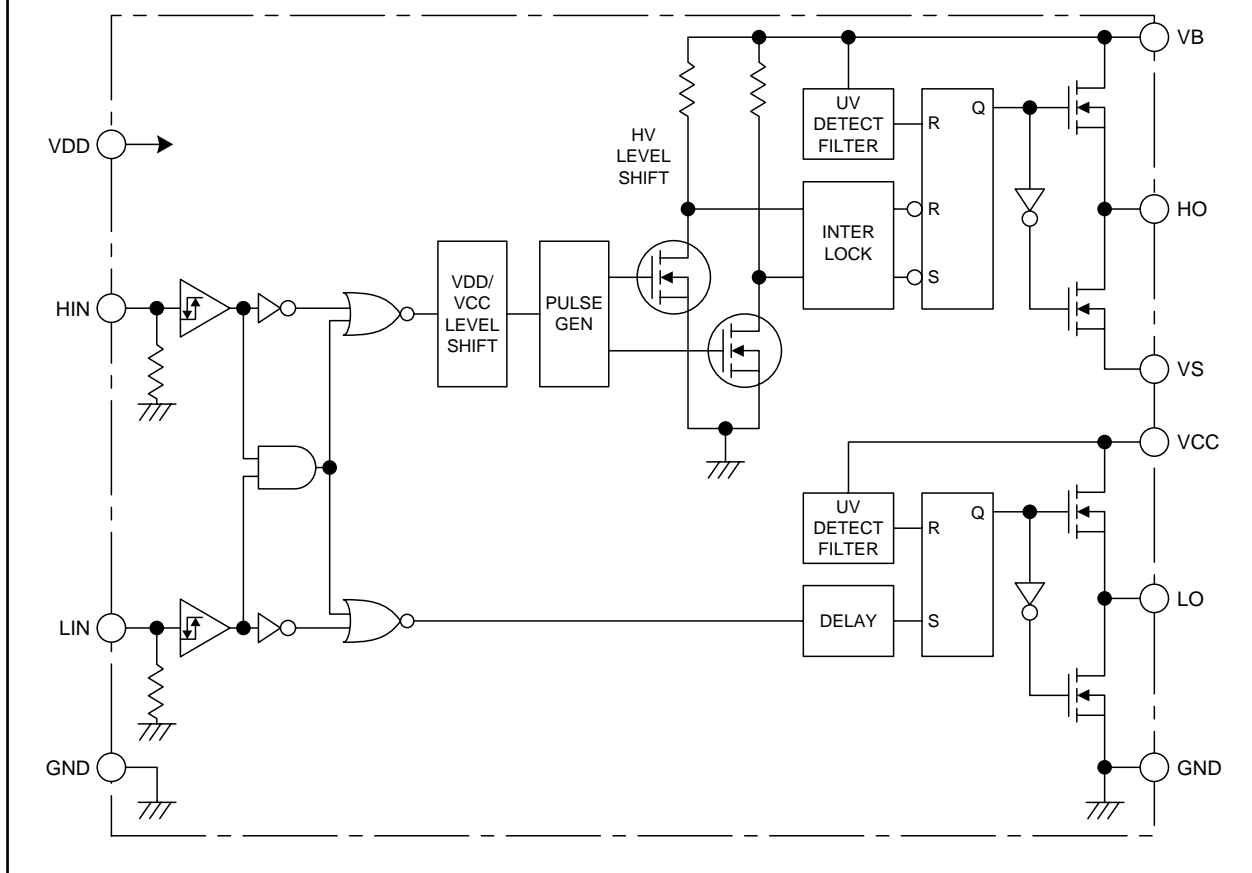 VB
UV
DETECT
FILTER
Q
R
VDD
HV
LEVEL
SHIFT
R
HO
INTER
LOCK
S
VDD/
VCC
LEVEL
SHIFT
PULSE
GEN
HIN
VS
VCC
UV
DETECT
FILTER
Q
R
LO
LIN
DELAY
S
GND
GND